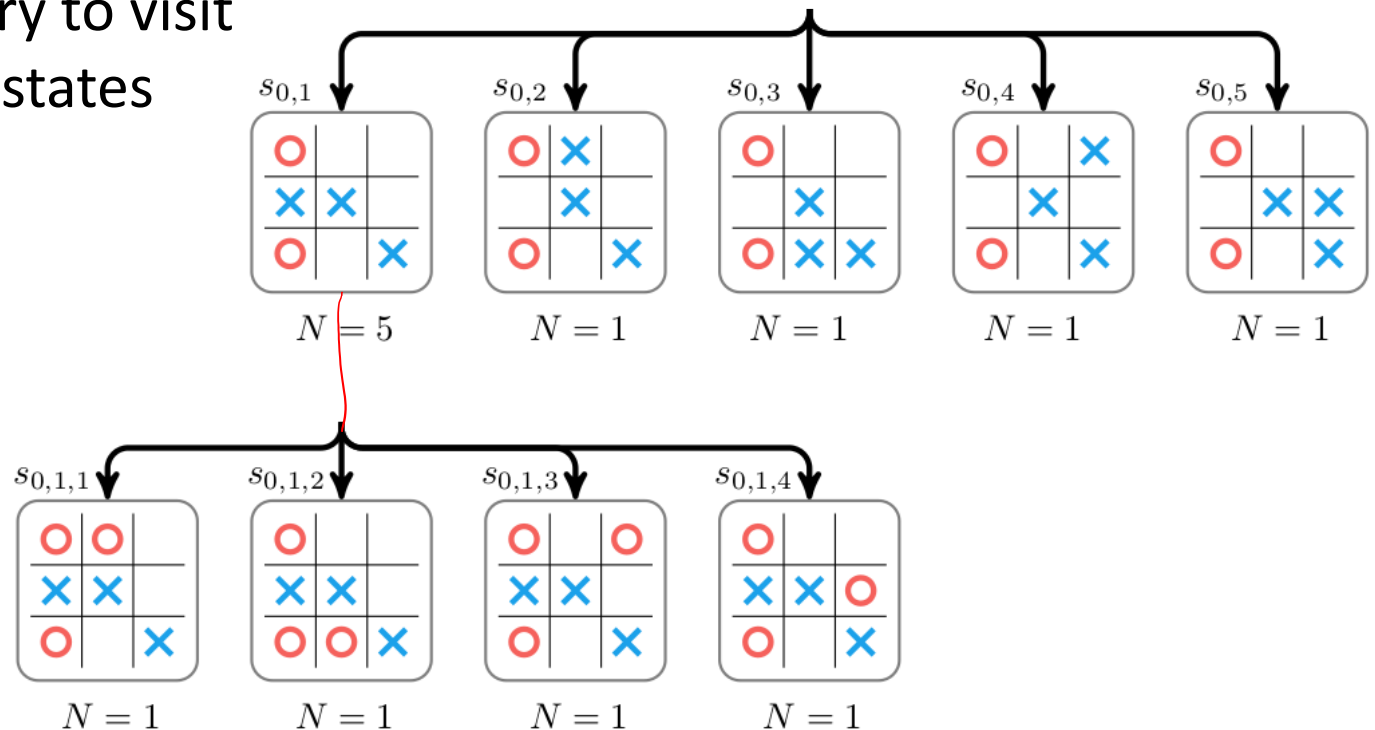 ry to visit
states
s0,1 s0,2 s0,3 s0,4 s0,5
N = 5 N = 1 N = 1 N = 1 N = 1
s0,1,1 s0,1,2 s0,1,3 s0,1,4
N = 1 N = 1 N = 1 N = 1